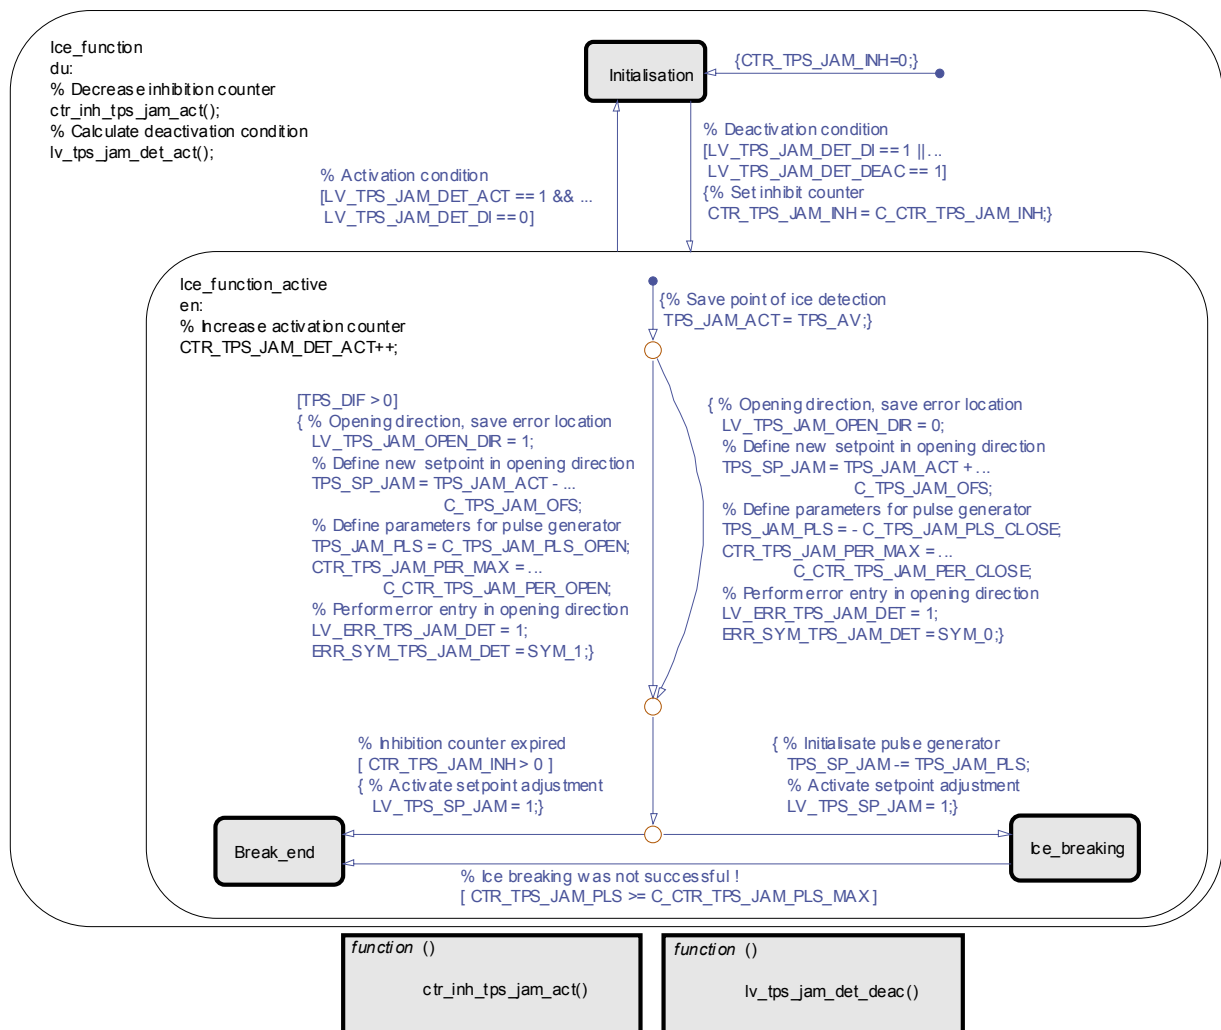 Ice_function
du:
% Decrease inhibition counter
ctr_inh_tps_jam_act();
% Calculate deactivation condition
lv_tps_jam_det_act();
Initialisation
{CTR_TPS_JAM_INH=0;}
% Activation condition
[LV_TPS_JAM_DET_ACT == 1 && ...
LV_TPS_JAM_DET_DI == 0]
% Deactivation condition
[LV_TPS_JAM_DET_DI == 1 || ...
LV_TPS_JAM_DET_DEAC == 1]
{% Set inhibit counter
CTR_TPS_JAM_INH = C_CTR_TPS_JAM_INH;}
Ice_function_active
en:
% Increase activation counter
CTR_TPS_JAM_DET_ACT++;
{% Save point of ice detection
TPS_JAM_ACT = TPS_AV;}
[TPS_DIF > 0]
{ % Opening direction, save error location
LV_TPS_JAM_OPEN_DIR = 1;
% Define new setpoint in opening direction
TPS_SP_JAM = TPS_JAM_ACT - ...
C_TPS_JAM_OFS;
% Define parameters for pulse generator
TPS_JAM_PLS = C_TPS_JAM_PLS_OPEN;
CTR_TPS_JAM_PER_MAX = ...
C_CTR_TPS_JAM_PER_OPEN;
% Perform error entry in opening direction
LV_ERR_TPS_JAM_DET = 1;
ERR_SYM_TPS_JAM_DET = SYM_1;}
{ % Opening direction, save error location
LV_TPS_JAM_OPEN_DIR = 0;
% Define new setpoint in opening direction
TPS_SP_JAM = TPS_JAM_ACT + ...
C_TPS_JAM_OFS;
% Define parameters for pulse generator
TPS_JAM_PLS = - C_TPS_JAM_PLS_CLOSE;
CTR_TPS_JAM_PER_MAX = ...
C_CTR_TPS_JAM_PER_CLOSE;
% Perform error entry in opening direction
LV_ERR_TPS_JAM_DET = 1;
ERR_SYM_TPS_JAM_DET = SYM_0;}
% Inhibition counter expired
[ CTR_TPS_JAM_INH > 0 ]
{ % Activate setpoint adjustment
LV_TPS_SP_JAM = 1;}
{ % Initialisate pulse generator
TPS_SP_JAM -= TPS_JAM_PLS;
% Activate setpoint adjustment
LV_TPS_SP_JAM = 1;}
Break_end
Ice_breaking
% Ice breaking was not successful !
[ CTR_TPS_JAM_PLS >= C_CTR_TPS_JAM_PLS_MAX ]
function ()
ctr_inh_tps_jam_act()
function ()
lv_tps_jam_det_deac()